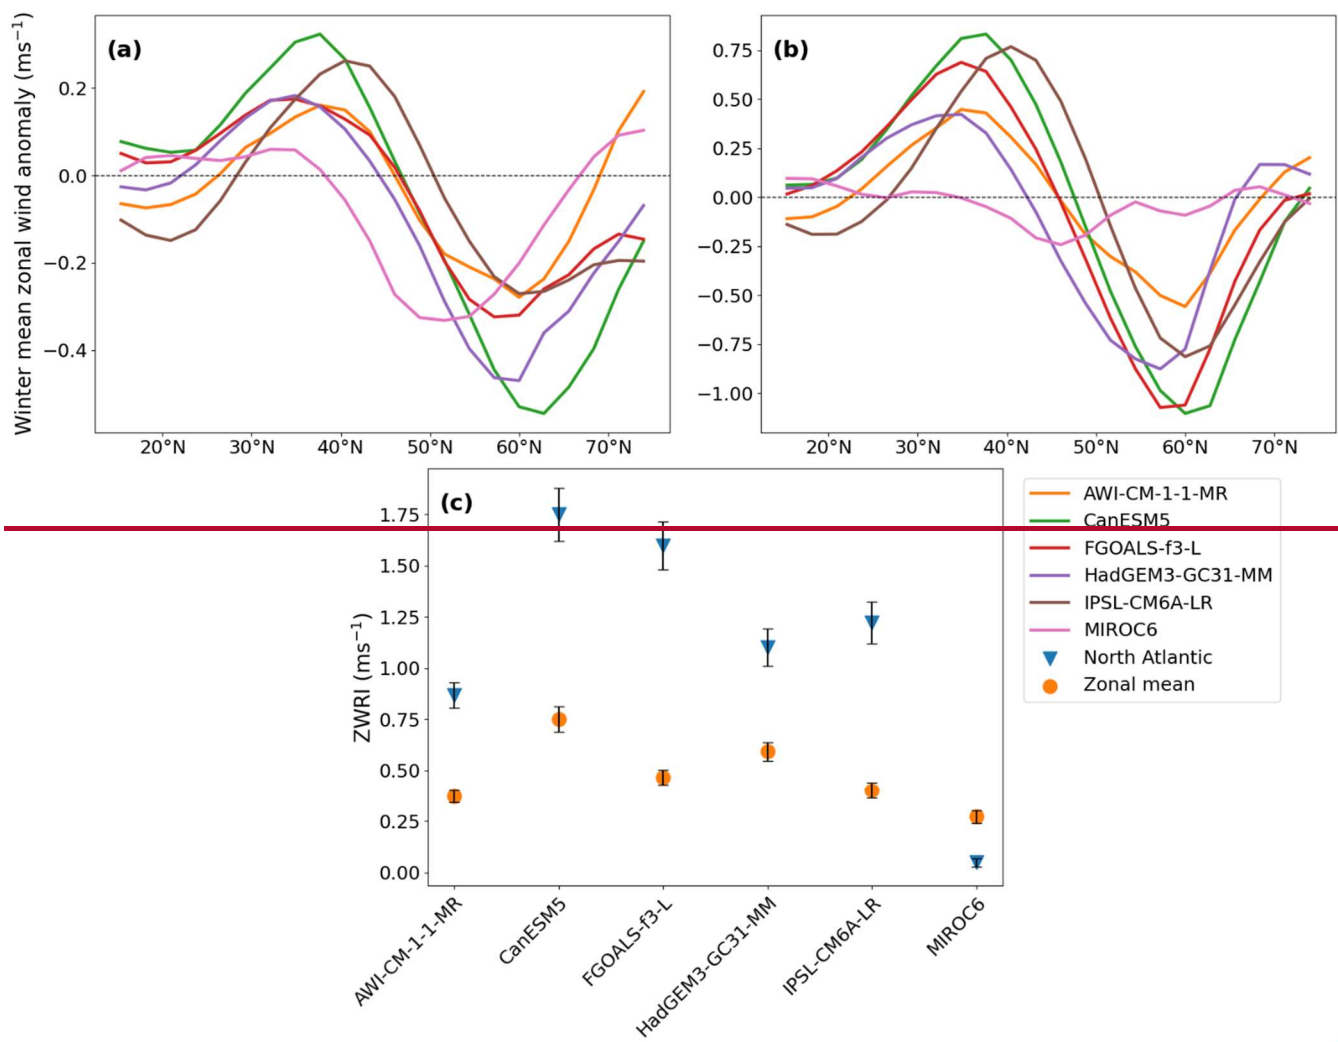 Winter mean zonal wind anomaly (ms⁻¹)
(a)
0.2
0.0
−0.2
−0.4
20°N 30°N 40°N 50°N 60°N 70°N
(b)
0.75
0.50
0.25
0.00
−0.25
−0.50
−0.75
−1.00
20°N 30°N 40°N 50°N 60°N 70°N
(c)
ZWRI (ms⁻¹)
1.75
1.50
1.25
1.00
0.75
0.50
0.25
0.00
AWI-CM-1-1-MR
CanESM5
FGOALS-f3-L
HadGEM3-GC31-MM
IPSL-CM6A-LR
MIROC6
AWI-CM-1-1-MR
CanESM5
FGOALS-f3-L
HadGEM3-GC31-MM
IPSL-CM6A-LR
MIROC6
North Atlantic
Zonal mean